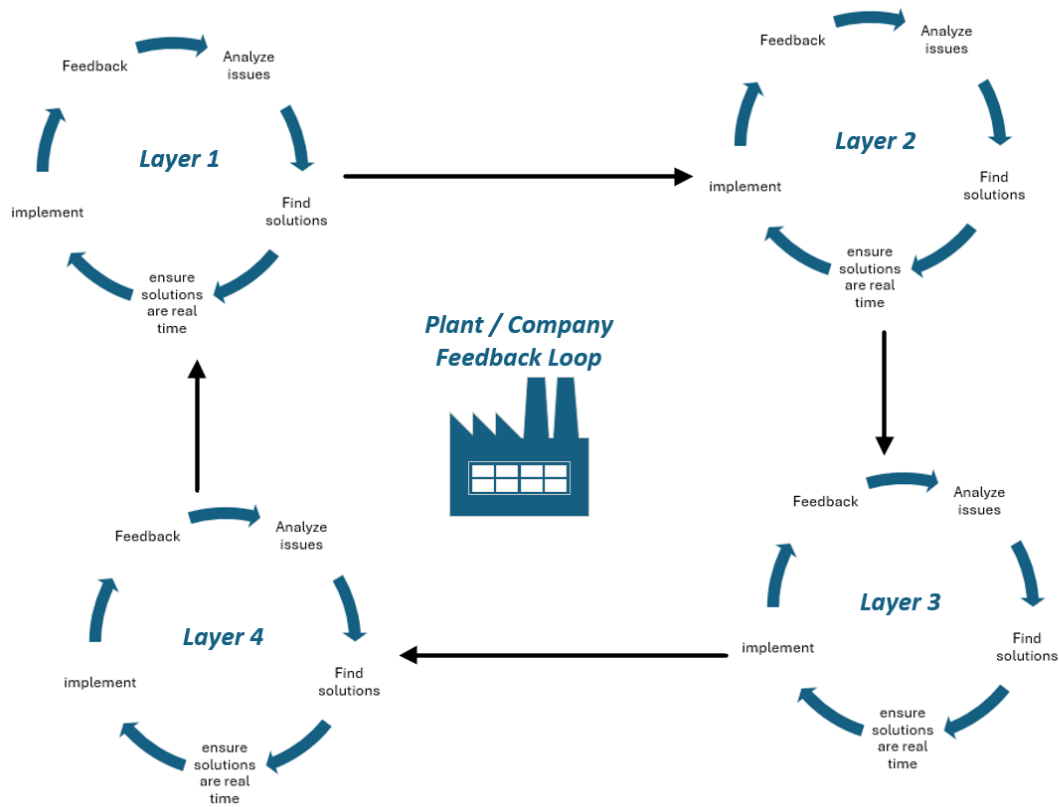 Feedback
Analyze
issues
Layer 1
implement
Find
solutions
ensure
solutions
are real
time
Feedback
Analyze
issues
Layer 2
implement
Find
solutions
ensure
solutions
are real
time
Plant / Company
Feedback Loop
Feedback
Analyze
issues
Layer 3
implement
Find
solutions
ensure
solutions
are real
time
Feedback
Analyze
issues
Layer 4
implement
Find
solutions
ensure
solutions
are real
time